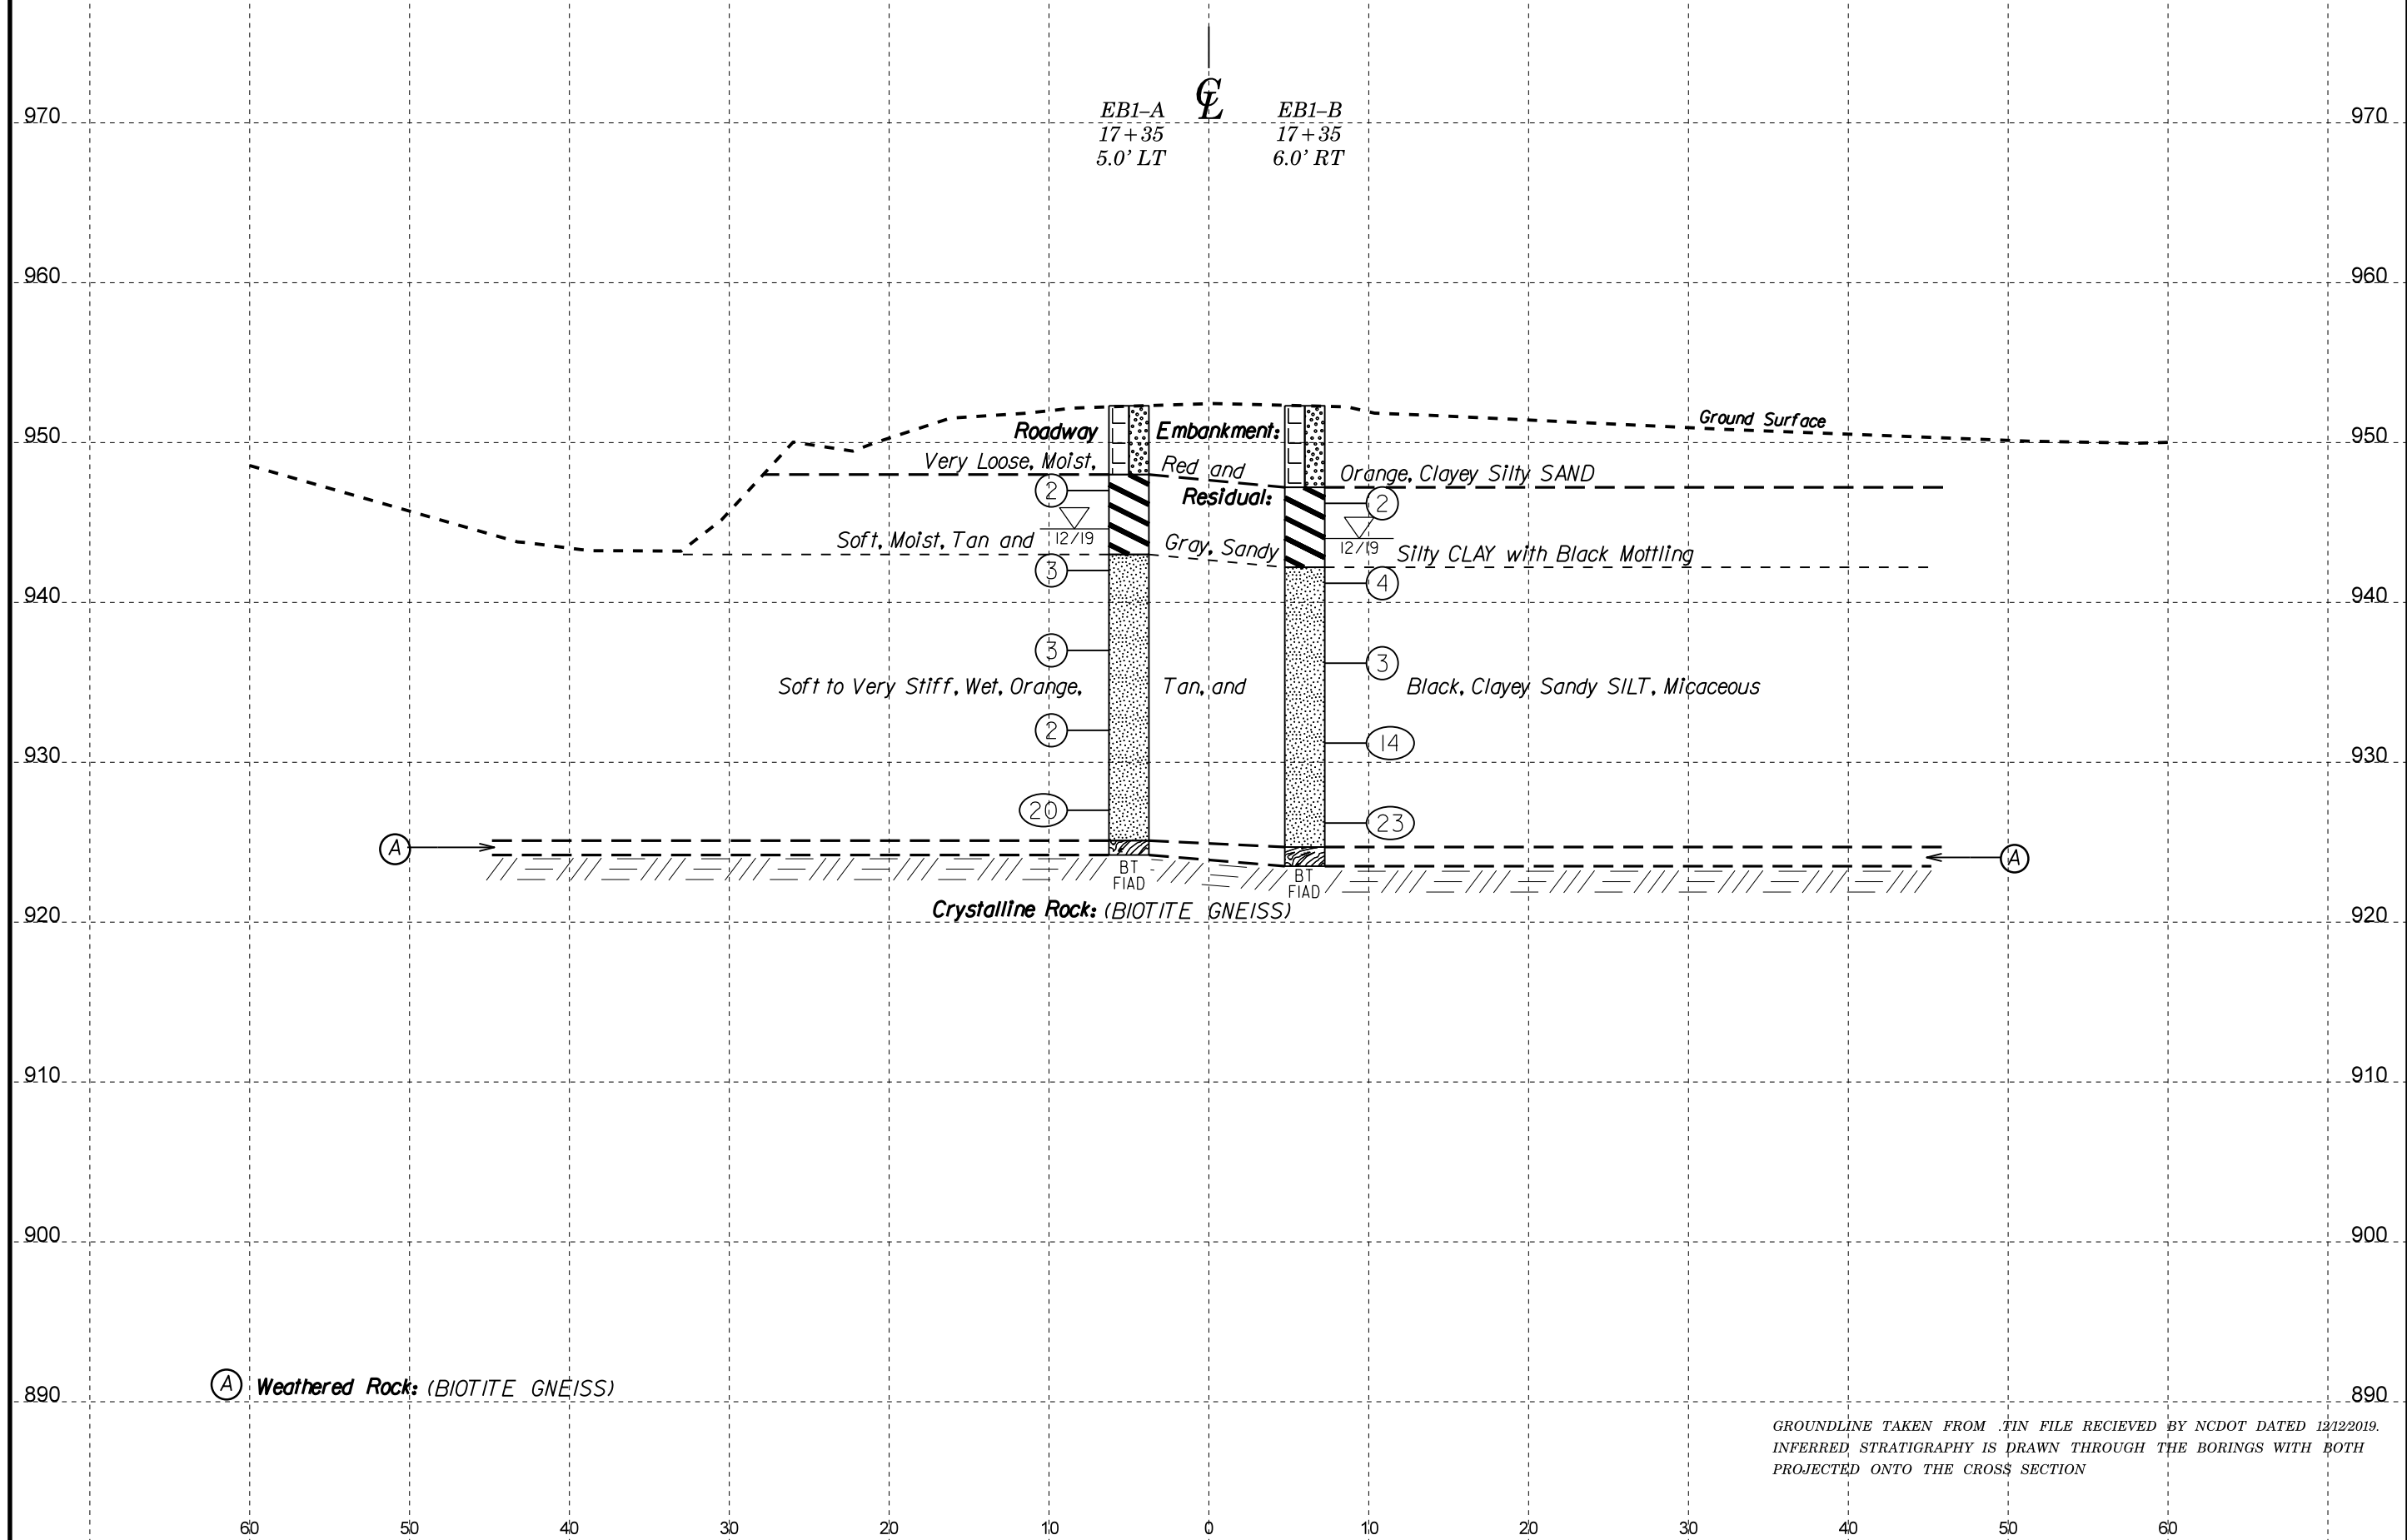 ℄
EB1–A EB1–B
17+35 17+35
5.0' LT 6.0' RT
970 970
960 960
Ground Surface
950 Roadway Embankment: 950
Very Loose, Moist, Red and Orange, Clayey Silty SAND
2 Residual: 2
12/19 12/19
Soft, Moist, Tan and Gray, Sandy Silty CLAY with Black Mottling
3 4
940 940
3 3
Soft to Very Stiff, Wet, Orange, Tan, and Black, Clayey Sandy SILT, Micaceous
2 14
930 930
20 23
A A
BT BT
FIAD FIAD
Crystalline Rock: (BIOTITE GNEISS)
920 920
910 910
900 900
A Weathered Rock: (BIOTITE GNEISS)
890 890
GROUNDLINE TAKEN FROM .TIN FILE RECIEVED BY NCDOT DATED 12/12/2019.
INFERRED STRATIGRAPHY IS DRAWN THROUGH THE BORINGS WITH BOTH
PROJECTED ONTO THE CROSS SECTION
60 50 40 30 20 10 0 10 20 30 40 50 60